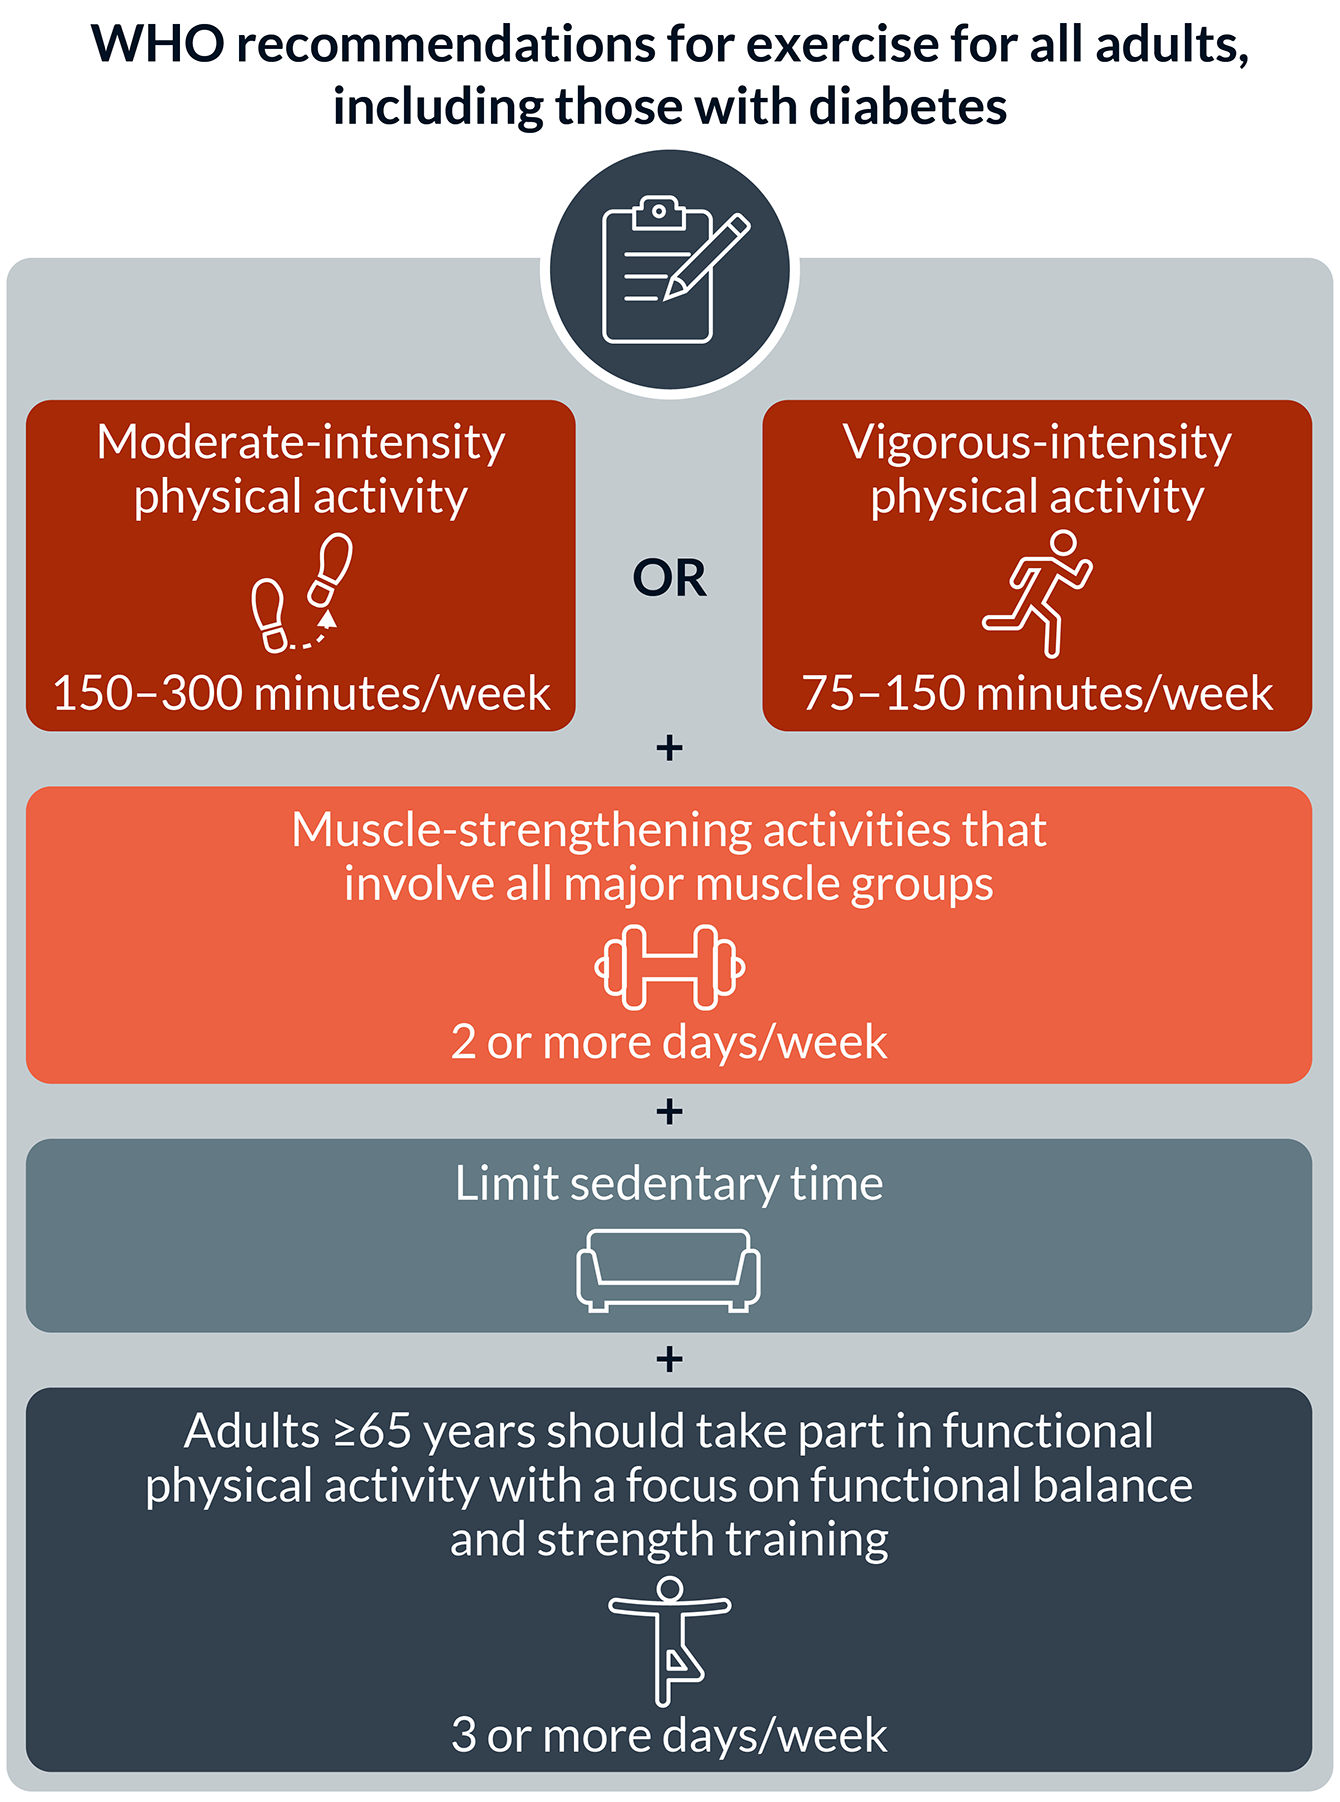 WHO recommendations for exercise for all adults,
including those with diabetes
Moderate-intensity
physical activity
150–300 minutes/week
OR
Vigorous-intensity
physical activity
75–150 minutes/week
+
Muscle-strengthening activities that
involve all major muscle groups
2 or more days/week
+
Limit sedentary time
+
Adults ≥65 years should take part in functional
physical activity with a focus on functional balance
and strength training
3 or more days/week